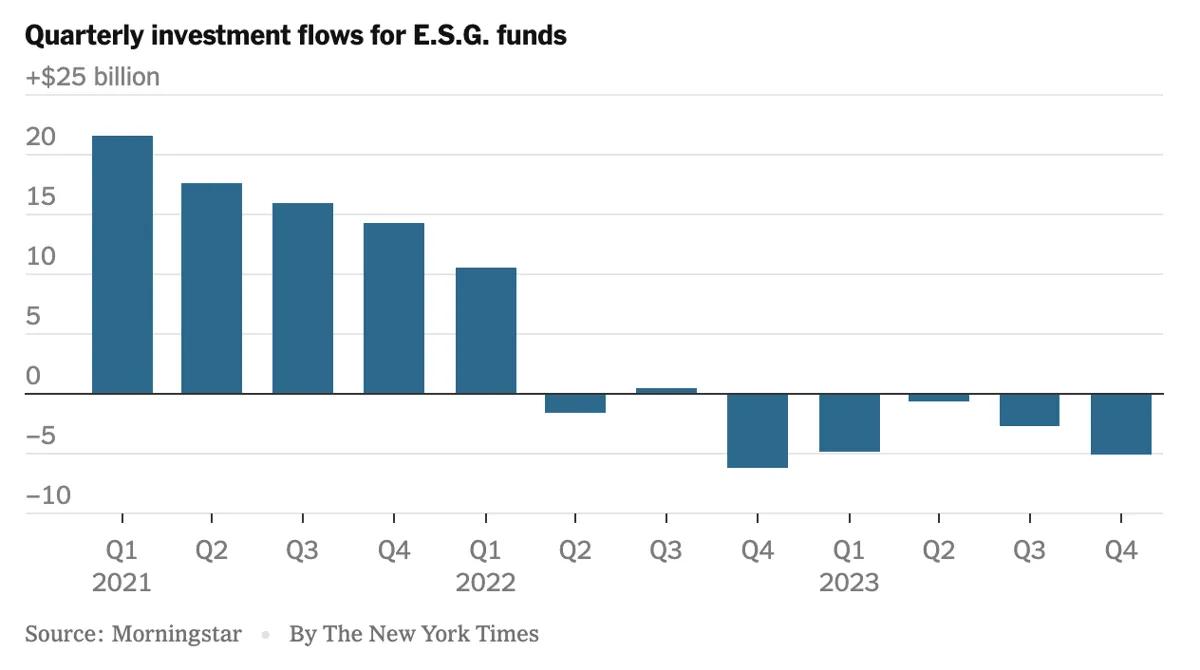 Quarterly investment flows for E.S.G. funds
+$25 billion
20
15
10
5
0
–5
–10
Q1 Q2 Q3 Q4 Q1 Q2 Q3 Q4 Q1 Q2 Q3 Q4
2021 2022 2023
Source: Morningstar • By The New York Times